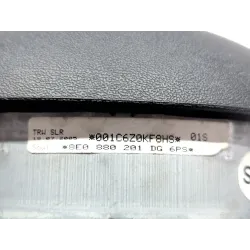 TRW SLR
*001C6Z0KF8HS* 01S
*8E0 880 201 DG 6PS*
S